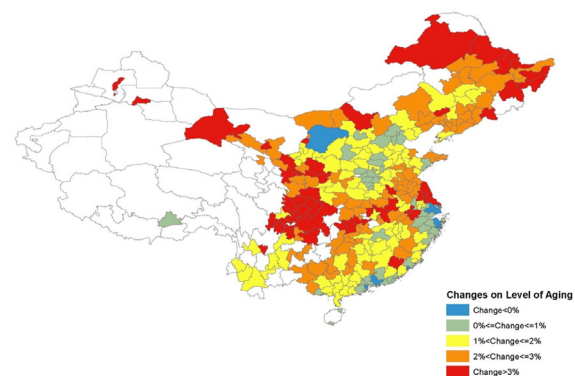 Changes on Level of Aging
Change<0%
0%<=Change<=1%
1%<Change<=2%
2%<Change<=3%
Change>3%